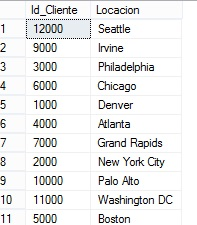 Id_Cliente Locacion
1 12000 Seattle
2 9000 Irvine
3 3000 Philadelphia
4 6000 Chicago
5 1000 Denver
6 4000 Atlanta
7 7000 Grand Rapids
8 2000 New York City
9 10000 Palo Alto
10 11000 Washington DC
11 5000 Boston